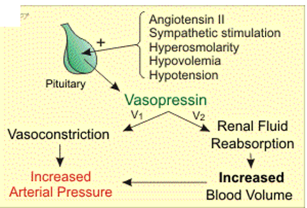 Angiotensin II
Sympathetic stimulation
Hyperosmolarity
Hypovolemia
Hypotension
+
Pituitary
Vasopressin
V1
V2
Vasoconstriction
Renal Fluid
Reabsorption
Increased
Arterial Pressure
Increased
Blood Volume